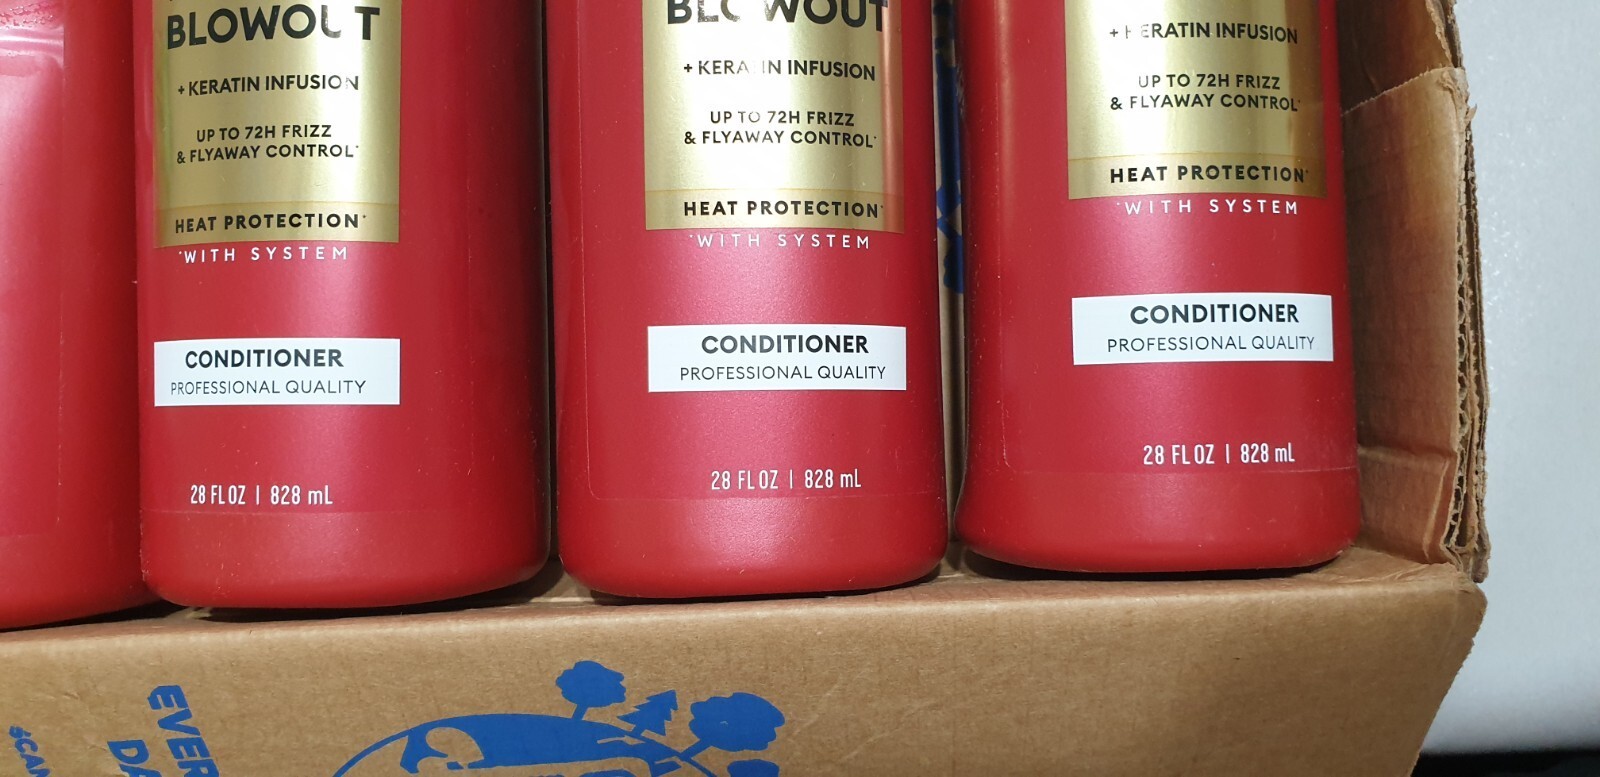 BLOWOUT
+ KERATIN INFUSION
UP TO 72H FRIZZ
& FLYAWAY CONTROL*
HEAT PROTECTION*
*WITH SYSTEM
CONDITIONER
PROFESSIONAL QUALITY
28 FL OZ | 828 mL
BLOWOUT
+ KERATIN INFUSION
UP TO 72H FRIZZ
& FLYAWAY CONTROL*
HEAT PROTECTION*
*WITH SYSTEM
CONDITIONER
PROFESSIONAL QUALITY
28 FL OZ | 828 mL
+ KERATIN INFUSION
UP TO 72H FRIZZ
& FLYAWAY CONTROL*
HEAT PROTECTION*
*WITH SYSTEM
CONDITIONER
PROFESSIONAL QUALITY
28 FL OZ | 828 mL